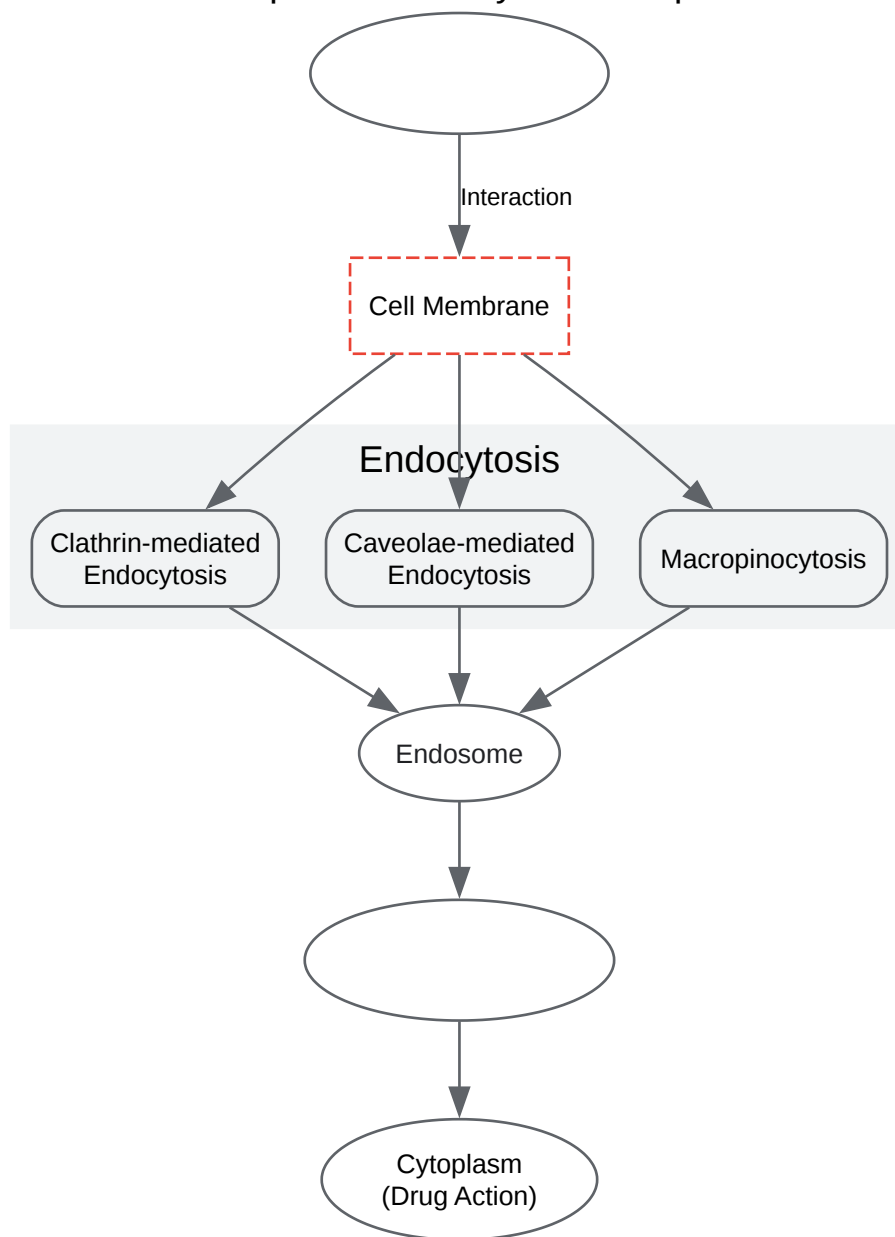 Interaction
Cell Membrane
Endocytosis
Clathrin-mediated
Endocytosis
Caveolae-mediated
Endocytosis
Macropinocytosis
Endosome
Cytoplasm
(Drug Action)